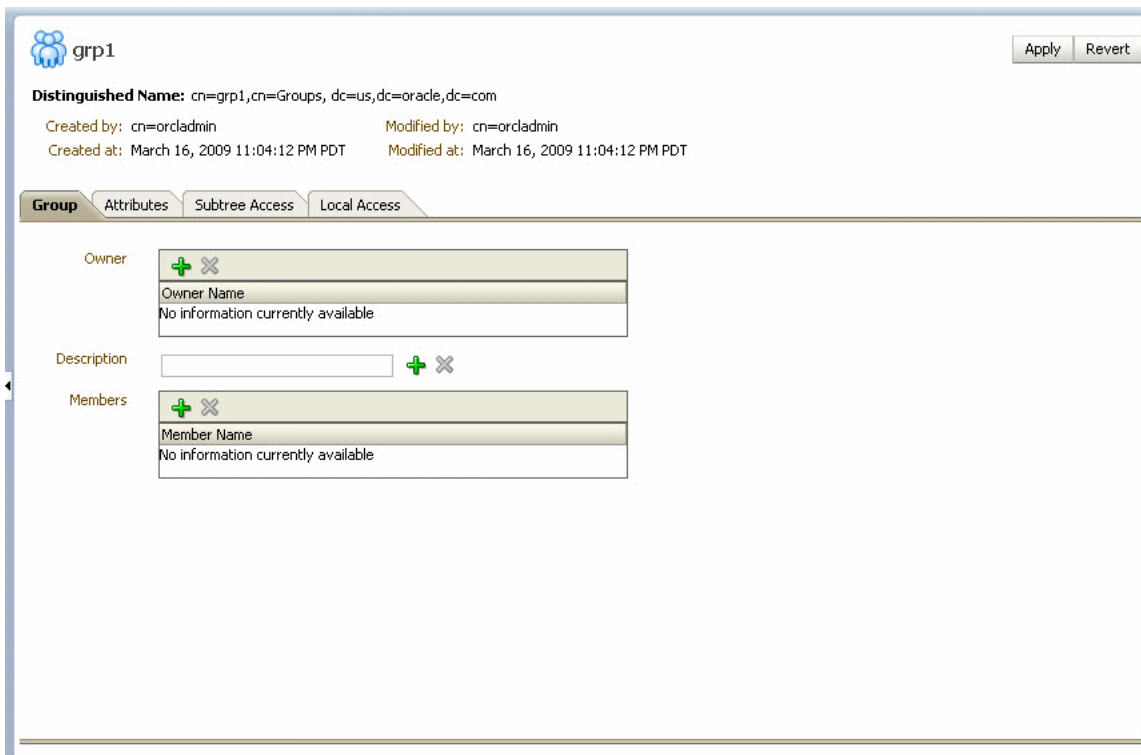 grp1
Apply Revert
Distinguished Name: cn=grp1,cn=Groups, dc=us,dc=oracle,dc=com
Created by: cn=orcladmin Modified by: cn=orcladmin
Created at: March 16, 2009 11:04:12 PM PDT Modified at: March 16, 2009 11:04:12 PM PDT
Group Attributes Subtree Access Local Access
Owner
Owner Name
No information currently available
Description
Members
Member Name
No information currently available